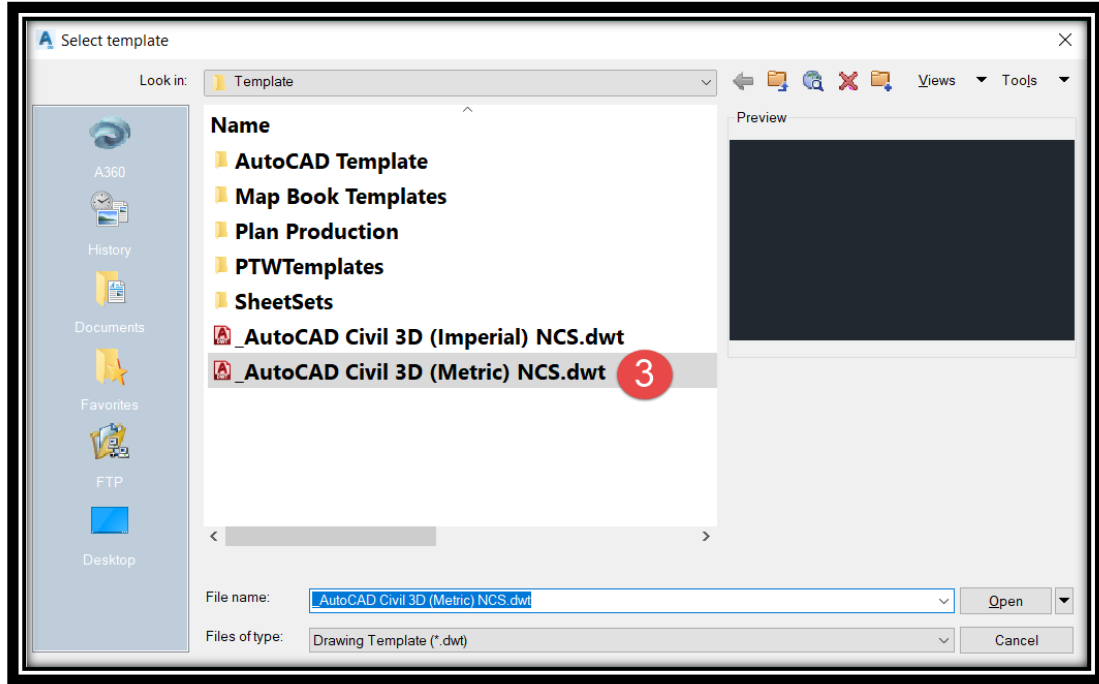 Select template
Look in:
Template
Views
Tools
A360
History
Documents
Favorites
FTP
Desktop
Name
AutoCAD Template
Map Book Templates
Plan Production
PTWTemplates
SheetSets
_AutoCAD Civil 3D (Imperial) NCS.dwt
_AutoCAD Civil 3D (Metric) NCS.dwt
3
Preview
File name:
_AutoCAD Civil 3D (Metric) NCS.dwt
Open
Files of type:
Drawing Template (*.dwt)
Cancel